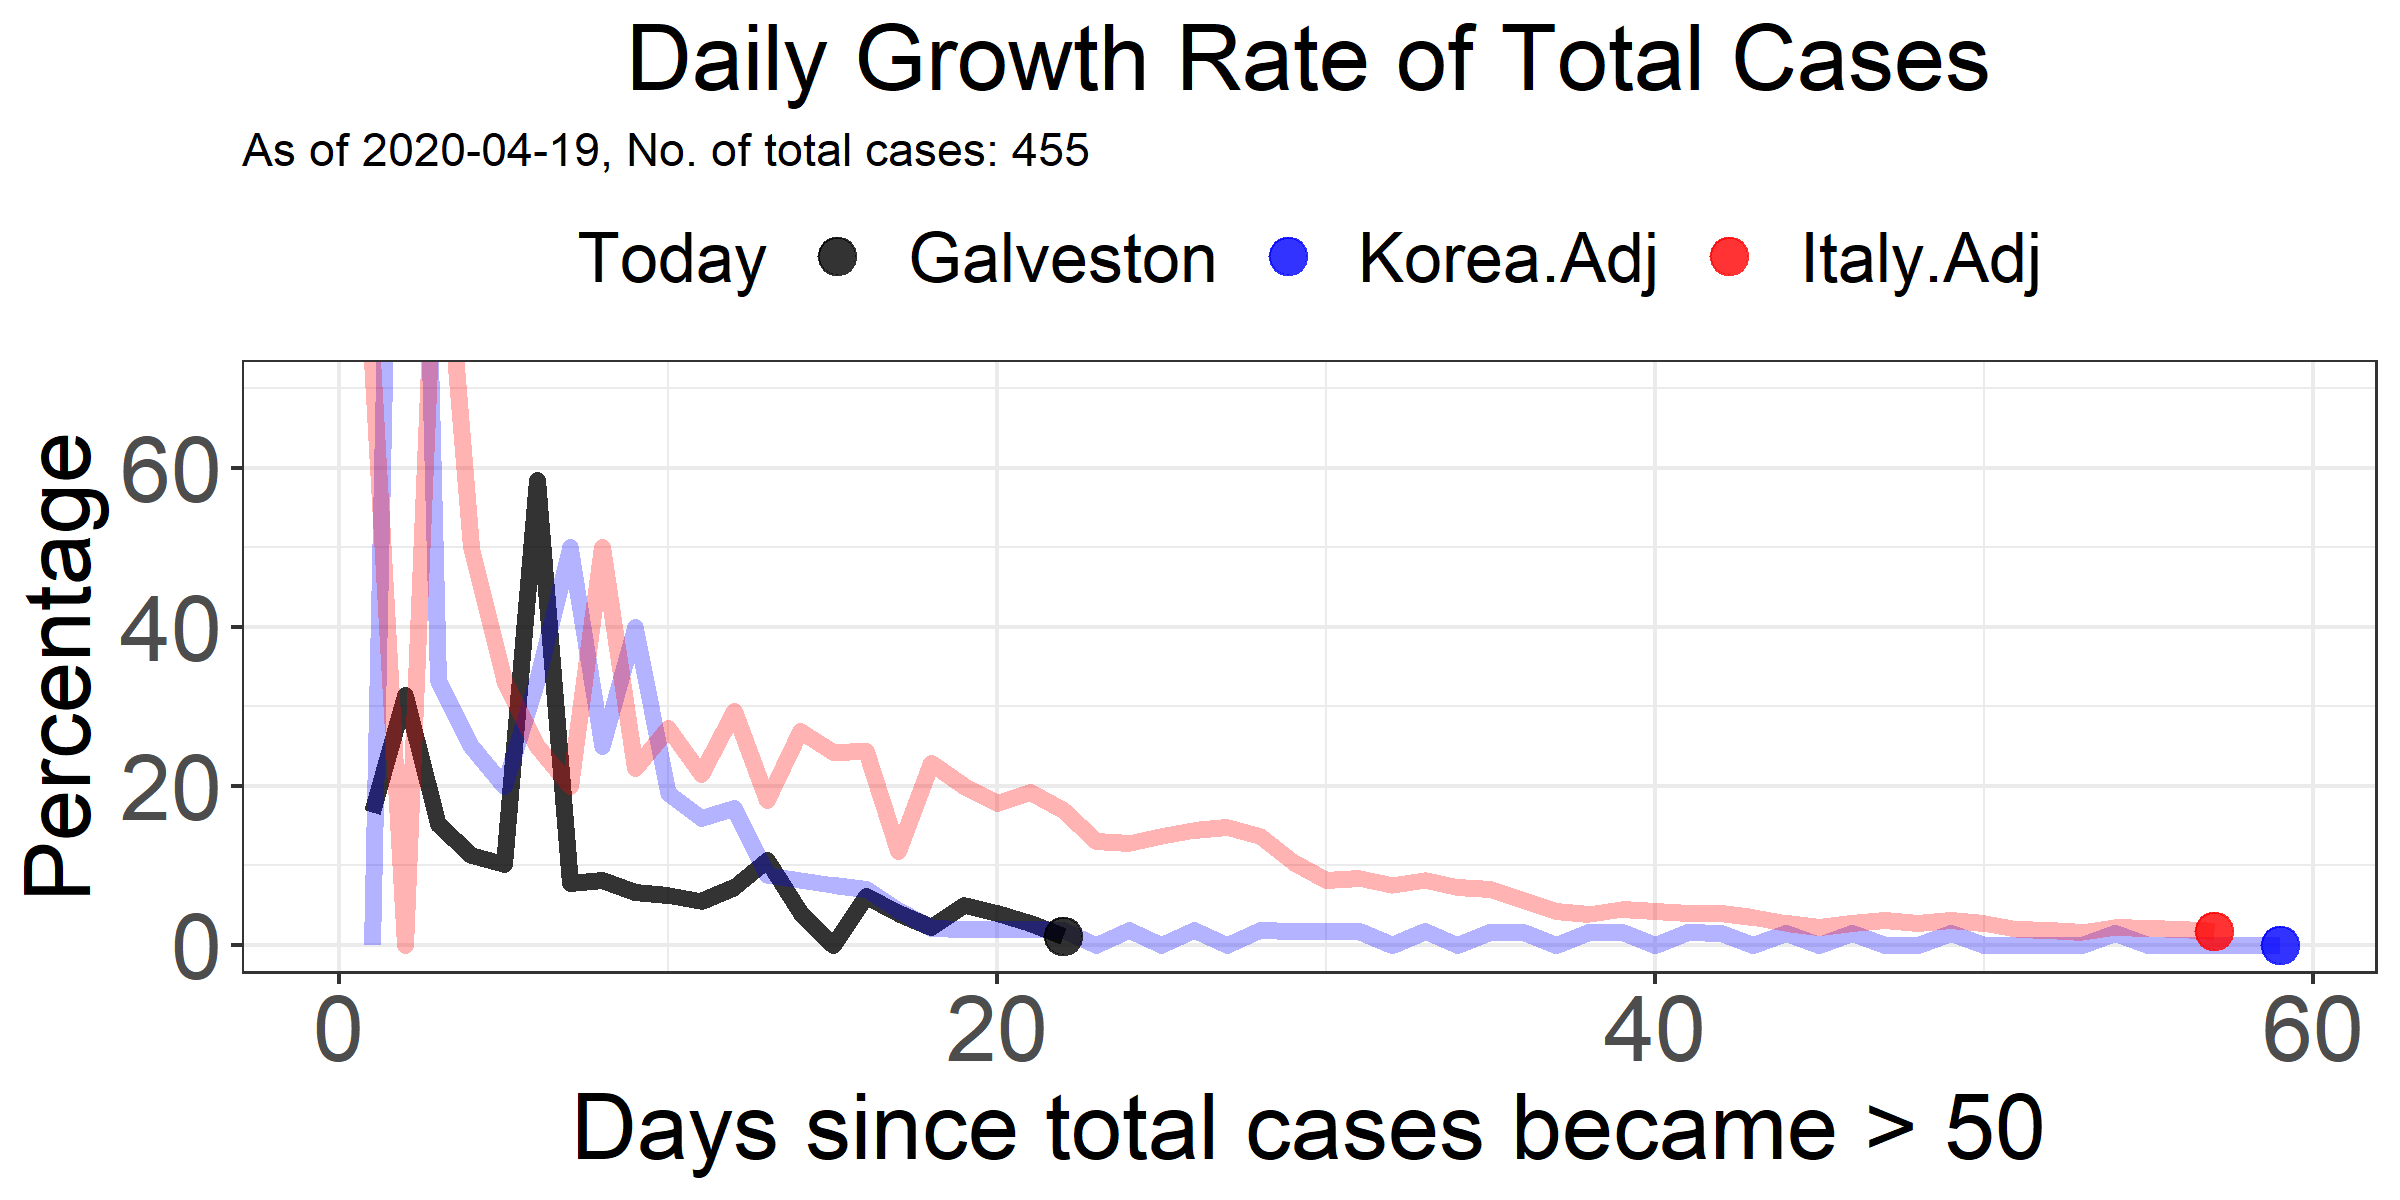 Daily Growth Rate of Total Cases
As of 2020-04-19, No. of total cases: 455
Today Galveston Korea.Adj Italy.Adj
Percentage
60
40
20
0
0 20 40 60
Days since total cases became > 50